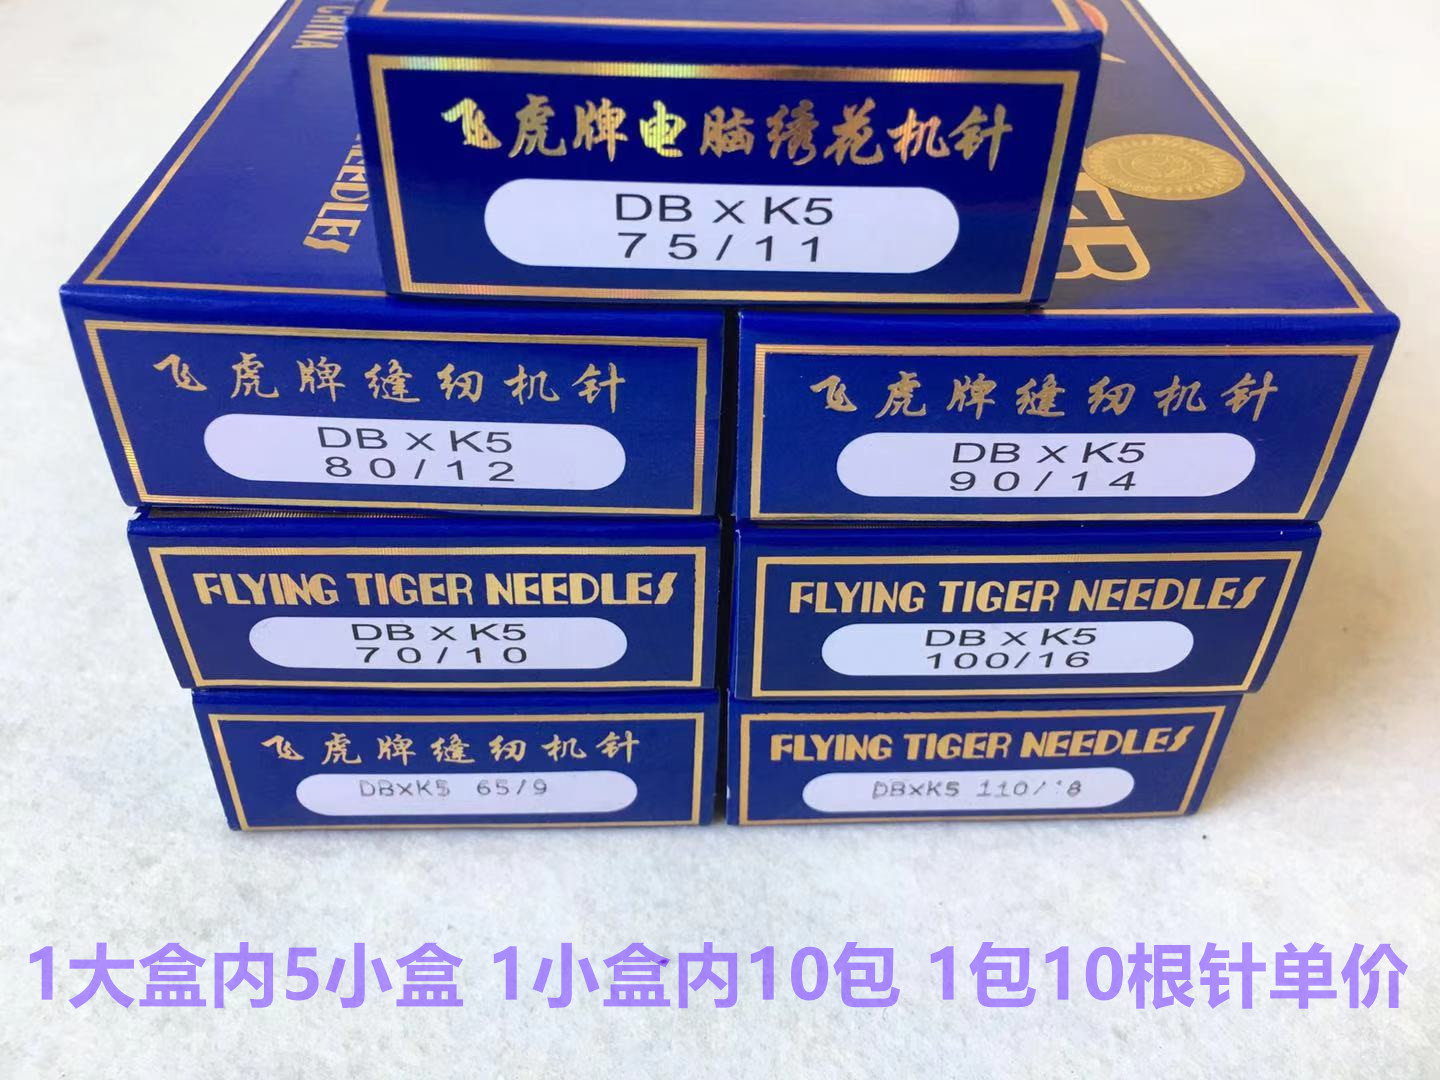 CHINA
NEEDLES
飞虎牌电脑绣花机针
DB x K5
75/11
飞虎牌缝纫机针
DB x K5
80/12
飞虎牌缝纫机针
DB x K5
90/14
FLYING TIGER NEEDLES
DB x K5
70/10
FLYING TIGER NEEDLES
DB x K5
100/16
飞虎牌缝纫机针
DBxK5 65/9
FLYING TIGER NEEDLES
DBxK5 110/18
1大盒内5小盒 1小盒内10包 1包10根针单价